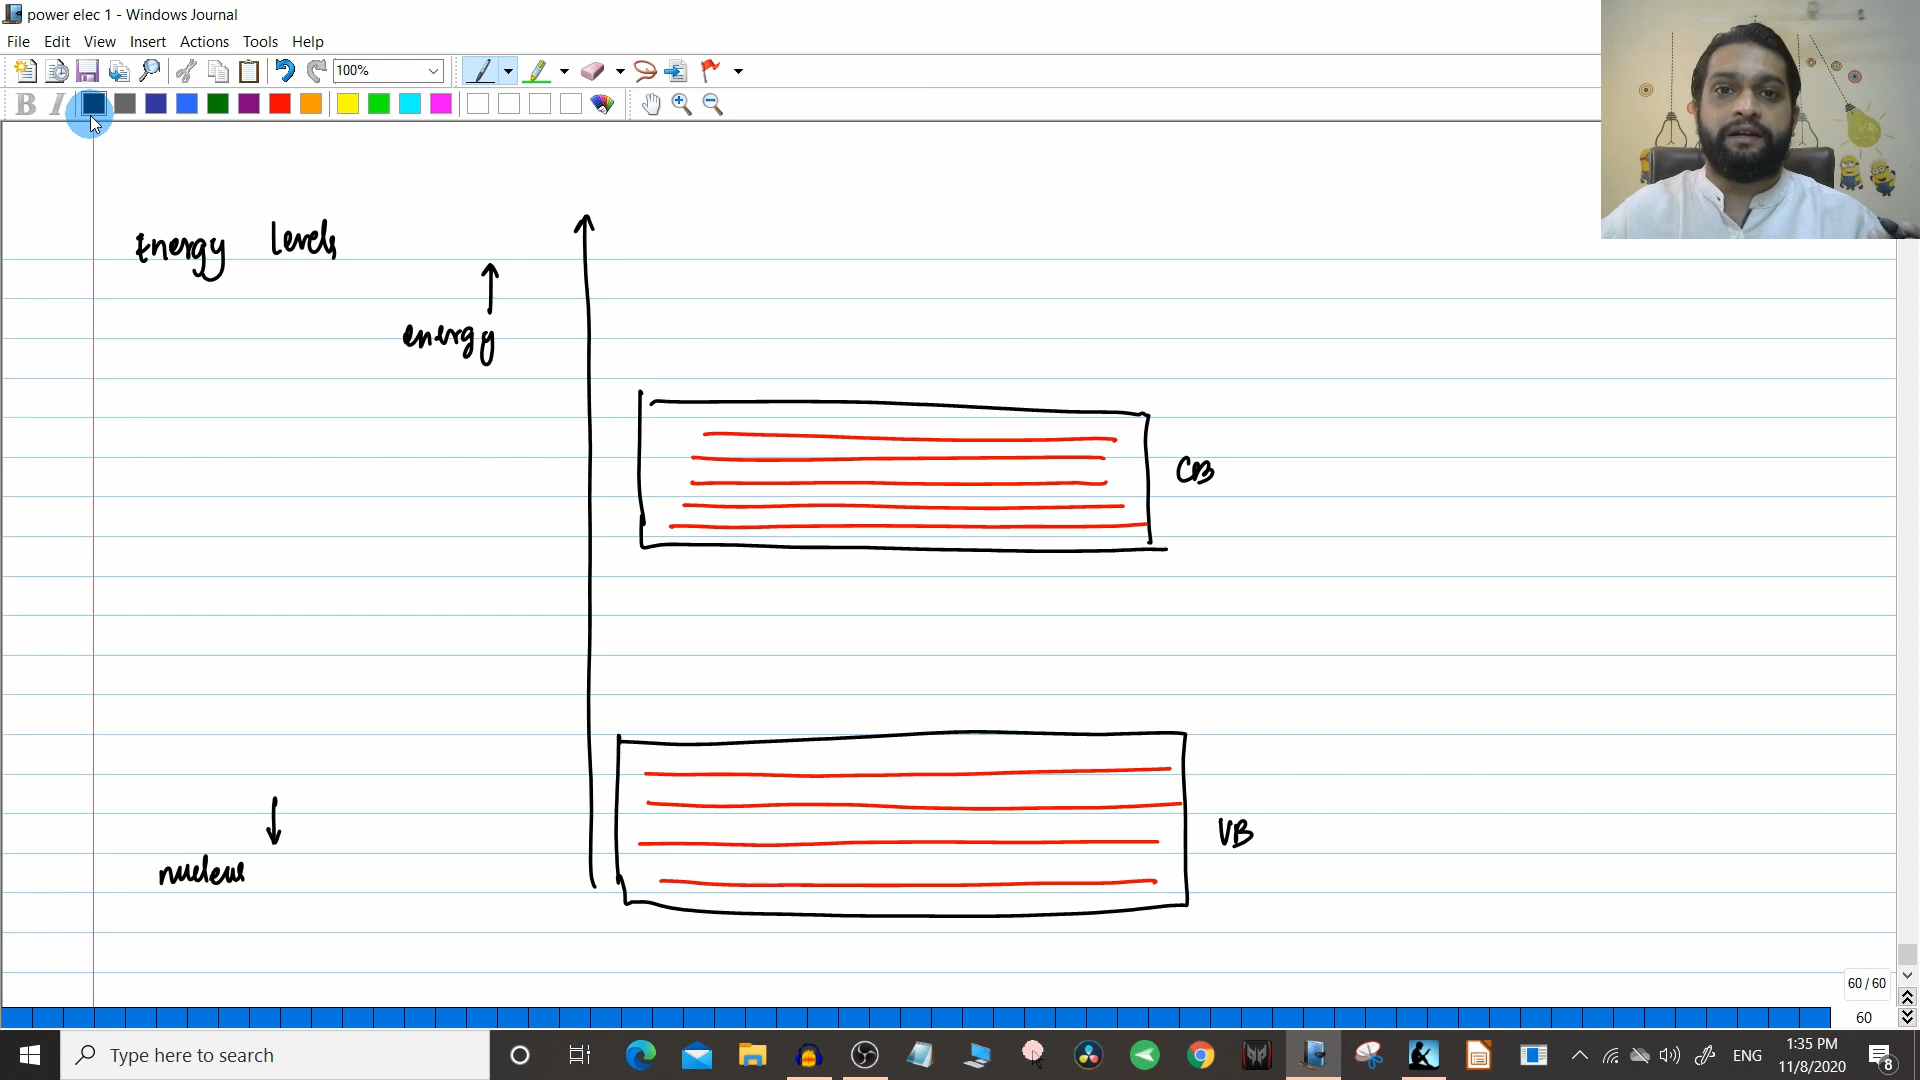 power elec 1 - Windows Journal
File Edit View Insert Actions Tools Help
100%
B I
Energy Levels
energy
CB
VB
nucleus
60 / 60
60
Type here to search
ENG
1:35 PM
11/8/2020
8